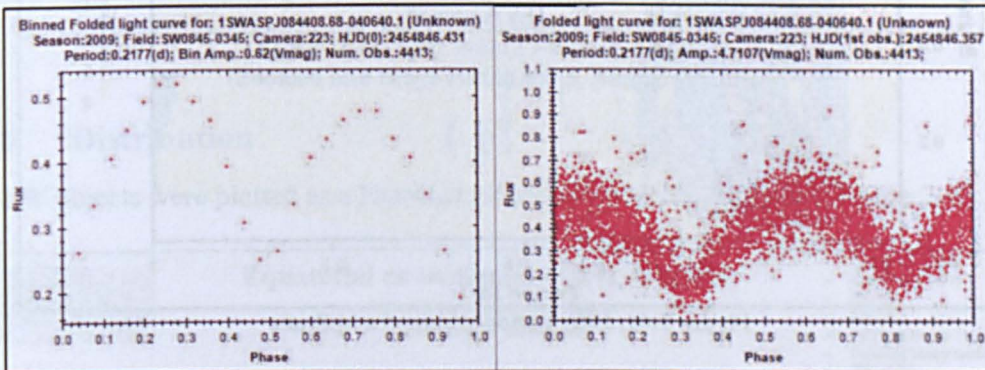 Binned Folded light curve for: 1SWASPJ084408.68-040640.1 (Unknown)
Season:2009; Field:SW0845-0345; Camera:223; HJD(0):2454846.431
Period:0.2177(d); Bin Amp.:0.62(Vmag); Num. Obs.:4413;
0.5
0.4
0.3
0.2
Flux
0.0 0.1 0.2 0.3 0.4 0.5 0.6 0.7 0.8 0.9 1.0
Phase
Folded light curve for: 1SWASPJ084408.68-040640.1 (Unknown)
Season:2009; Field:SW0845-0345; Camera:223; HJD(1st obs.):2454846.357
Period:0.2177(d); Amp.:4.7107(Vmag); Num. Obs.:4413;
1.1
1.0
0.9
0.8
0.7
0.6
0.5
0.4
0.3
0.2
0.1
0.0
Flux
0.0 0.1 0.2 0.3 0.4 0.5 0.6 0.7 0.8 0.9 1.0
Phase
Distribution